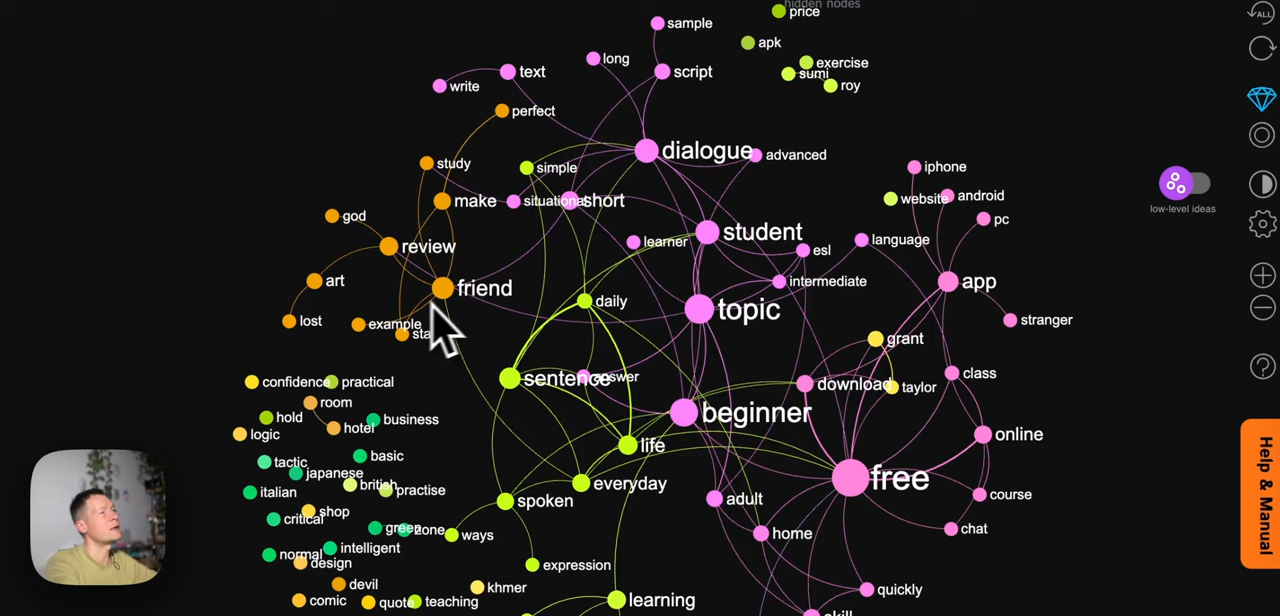 hidden nodes
price
sample
ALL
apk
long
exercise
text
script
sumi
write
roy
perfect
dialogue
advanced
study
simple
iphone
make
situational
short
website
android
low-level ideas
god
pc
student
learner
language
review
esl
art
intermediate
app
friend
daily
topic
lost
example
stranger
grant
sentence
answer
class
confidence
practical
download
taylor
room
beginner
hold
business
hotel
logic
online
life
basic
tactic
japanese
free
everyday
british
practise
italian
course
adult
spoken
shop
critical
green
zone
ways
home
chat
normal
intelligent
design
expression
devil
khmer
quickly
comic
quote
teaching
learning
skill
Help & Manual